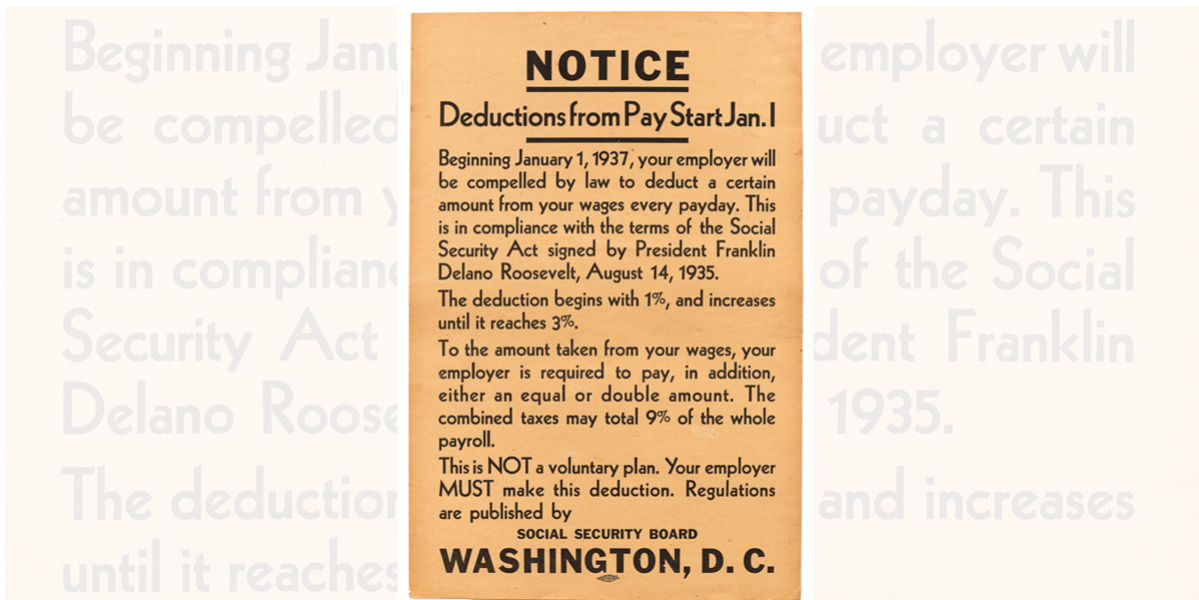 NOTICE
Deductions from Pay Start Jan. 1
Beginning January 1, 1937, your employer will
be compelled by law to deduct a certain
amount from your wages every payday. This
is in compliance with the terms of the Social
Security Act signed by President Franklin
Delano Roosevelt, August 14, 1935.
The deduction begins with 1%, and increases
until it reaches 3%.
To the amount taken from your wages, your
employer is required to pay, in addition,
either an equal or double amount. The
combined taxes may total 9% of the whole
payroll.
This is NOT a voluntary plan. Your employer
MUST make this deduction. Regulations
are published by
SOCIAL SECURITY BOARD
WASHINGTON, D. C.
Beginning Janu
be compelled
amount from y
is in complianc
Security Act
Delano Roose
The deduction
until it reaches
employer will
uct a certain
payday. This
of the Social
dent Franklin
1935.
and increases